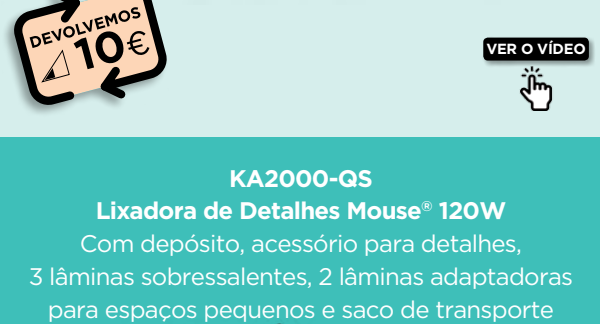 DEVOLVEMOS
10€
VER O VÍDEO
KA2000-QS
Lixadora de Detalhes Mouse® 120W
Com depósito, acessório para detalhes,
3 lâminas sobressalentes, 2 lâminas adaptadoras
para espaços pequenos e saco de transporte